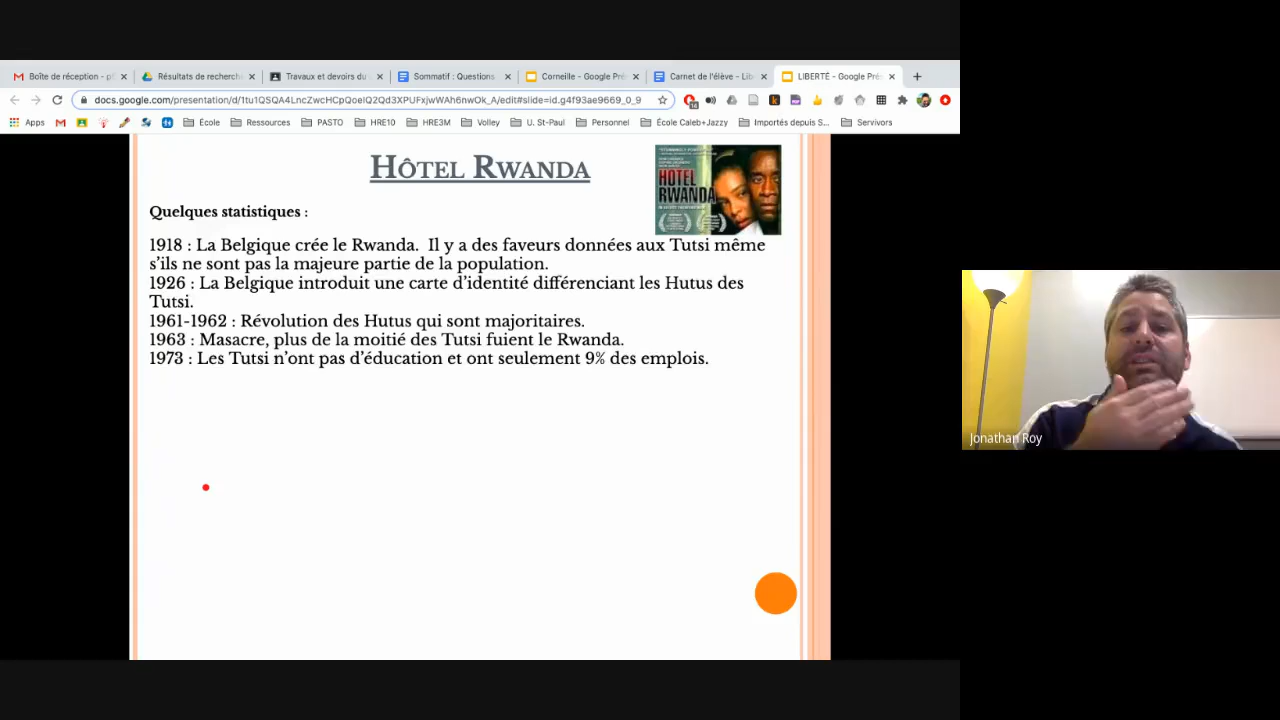 Boîte de réception - pf
Résultats de recherch
Travaux et devoirs du
Sommatif : Questions
Corneille - Google Pré
Carnet de l'élève - Lib
LIBERTÉ - Google Pré
docs.google.com/presentation/d/1tu1QSQA4LncZwcHCpQoeIQ2Qd3XPUFxjwWAh6nwOk_A/edit#slide=id.g4f93ae9669_0_9
Apps
École
Ressources
PASTO
HRE10
HRE3M
Volley
U. St-Paul
Personnel
École Caleb+Jazzy
Importés depuis S...
Servivors
HÔTEL RWANDA
HOTEL
RWANDA
Quelques statistiques :
1918 : La Belgique crée le Rwanda. Il y a des faveurs données aux Tutsi même
s'ils ne sont pas la majeure partie de la population.
1926 : La Belgique introduit une carte d'identité différenciant les Hutus des
Tutsi.
1961-1962 : Révolution des Hutus qui sont majoritaires.
1963 : Masacre, plus de la moitié des Tutsi fuient le Rwanda.
1973 : Les Tutsi n'ont pas d'éducation et ont seulement 9% des emplois.
Jonathan Roy